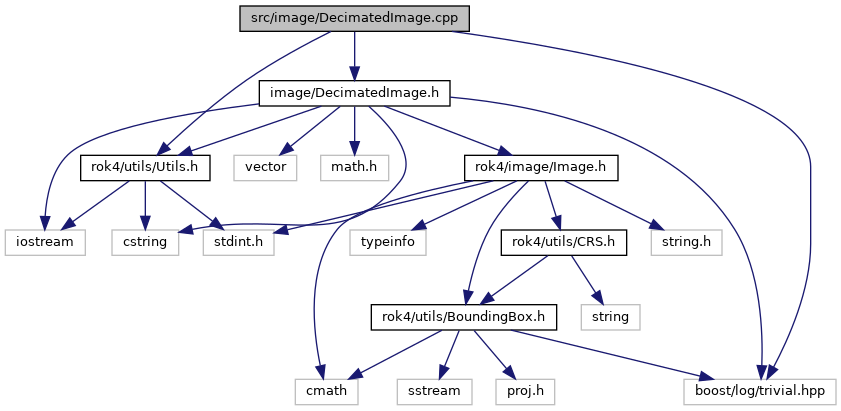 src/image/DecimatedImage.cpp
image/DecimatedImage.h
rok4/utils/Utils.h
vector
math.h
rok4/image/Image.h
iostream
cstring
stdint.h
typeinfo
rok4/utils/CRS.h
string.h
rok4/utils/BoundingBox.h
string
cmath
sstream
proj.h
boost/log/trivial.hpp